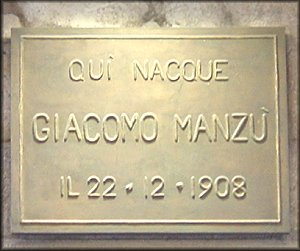 QUÌ NACQUE
GIACOMO MANZÙ
IL 22 · 12 · 1908